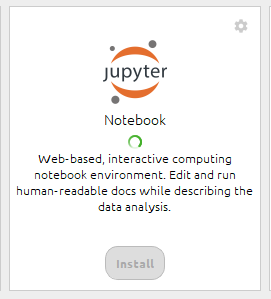 jupyter
Notebook
Web-based, interactive computing
notebook environment. Edit and run
human-readable docs while describing the
data analysis.
Install